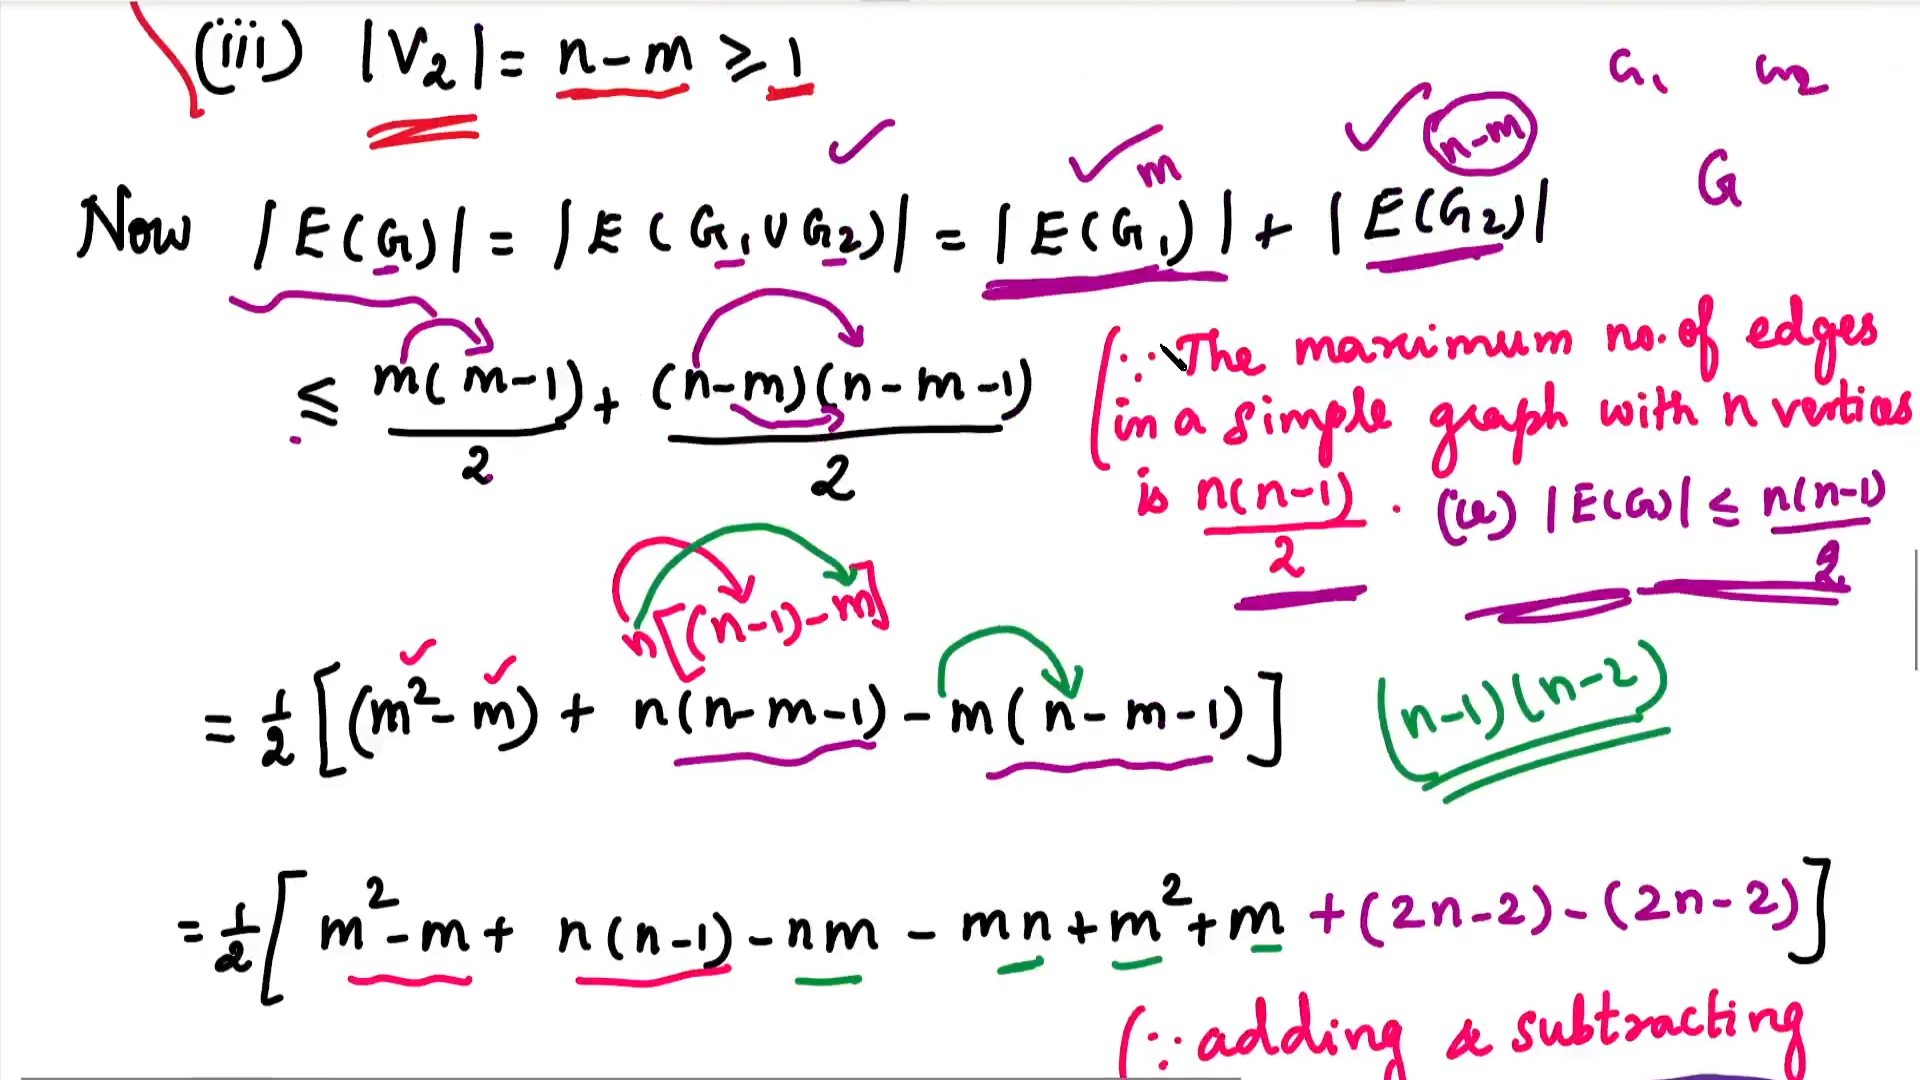 (iii) |V₂| = n-m ≥ 1
G₁ G₂
G
m
n-m
Now |E(G)| = |E(G₁∪G₂)| = |E(G₁)| + |E(G₂)|
≤ m(m-1)/2 + (n-m)(n-m-1)/2
(∵ The maximum no. of edges
in a simple graph with n vertices
is n(n-1)/2 . (ie) |E(G)| ≤ n(n-1)/2
n[(n-1)-m]
= 1/2 [(m²-m) + n(n-m-1) - m(n-m-1)]
(n-1)(n-2)
= 1/2 [m²-m + n(n-1) - nm - mn + m² + m + (2n-2) - (2n-2)]
(∵ adding & subtracting